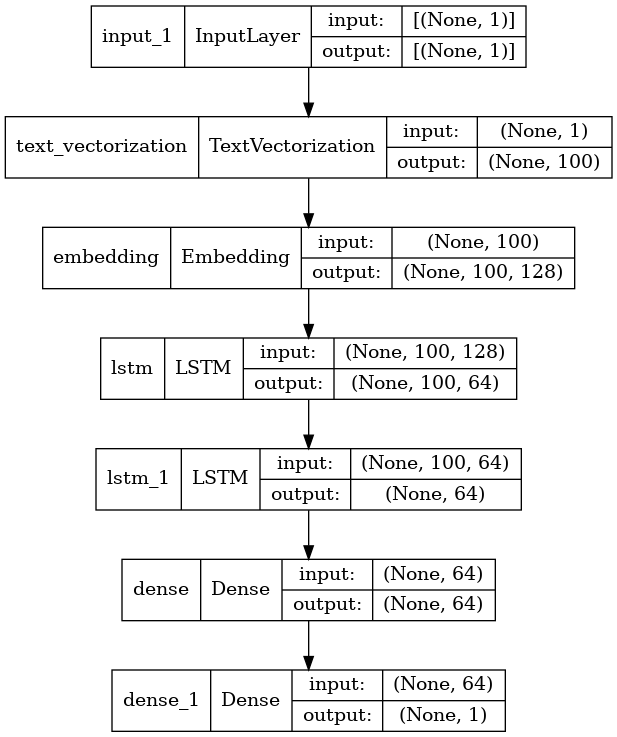 input_1 InputLayer input: [(None, 1)]
output: [(None, 1)]
text_vectorization TextVectorization input: (None, 1)
output: (None, 100)
embedding Embedding input: (None, 100)
output: (None, 100, 128)
lstm LSTM input: (None, 100, 128)
output: (None, 100, 64)
lstm_1 LSTM input: (None, 100, 64)
output: (None, 64)
dense Dense input: (None, 64)
output: (None, 64)
dense_1 Dense input: (None, 64)
output: (None, 1)